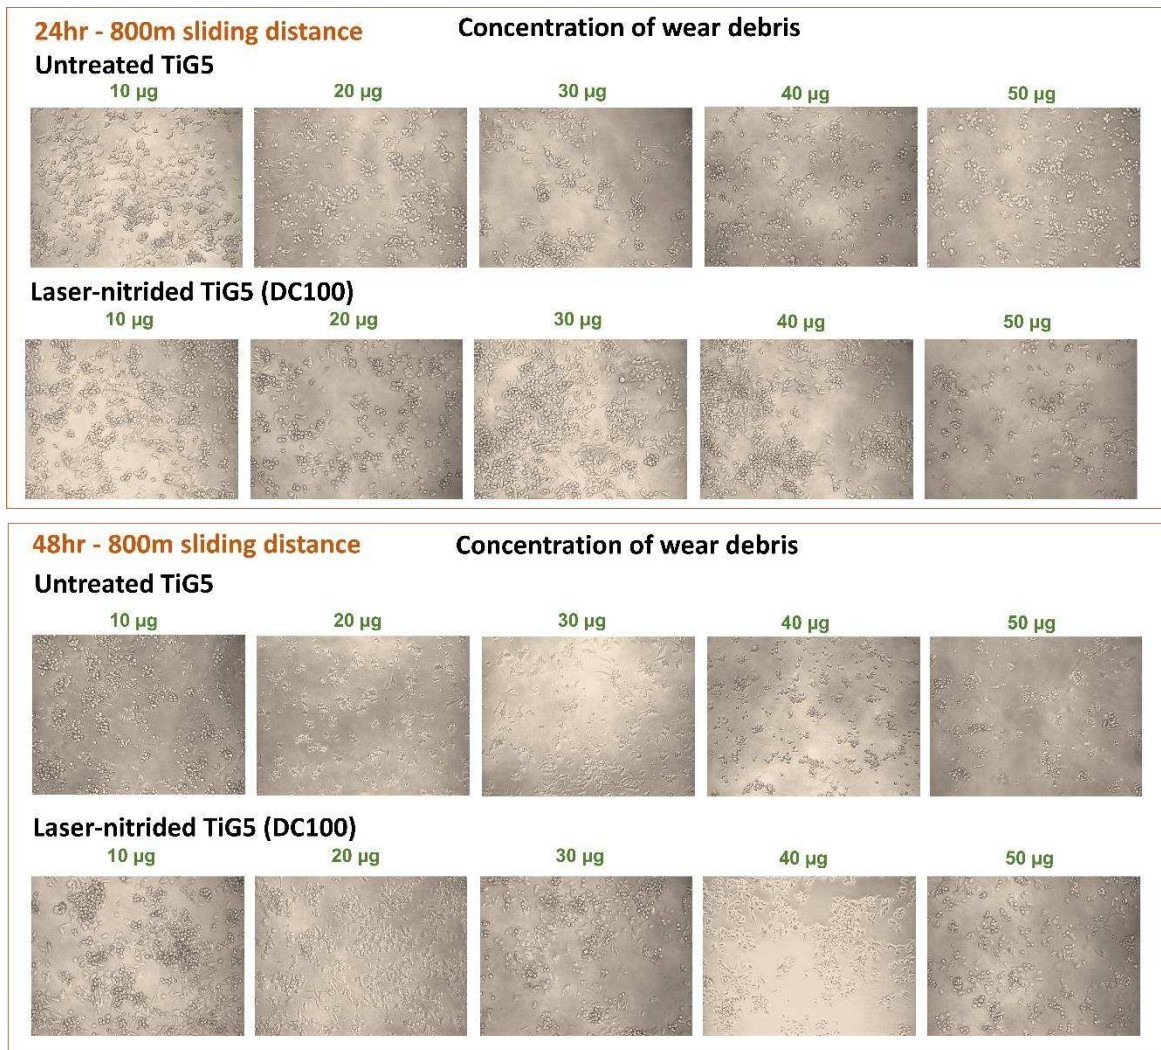 24hr - 800m sliding distance Concentration of wear debris
Untreated TiG5
10 µg 20 µg 30 µg 40 µg 50 µg
Laser-nitrided TiG5 (DC100)
10 µg 20 µg 30 µg 40 µg 50 µg
48hr - 800m sliding distance Concentration of wear debris
Untreated TiG5
10 µg 20 µg 30 µg 40 µg 50 µg
Laser-nitrided TiG5 (DC100)
10 µg 20 µg 30 µg 40 µg 50 µg